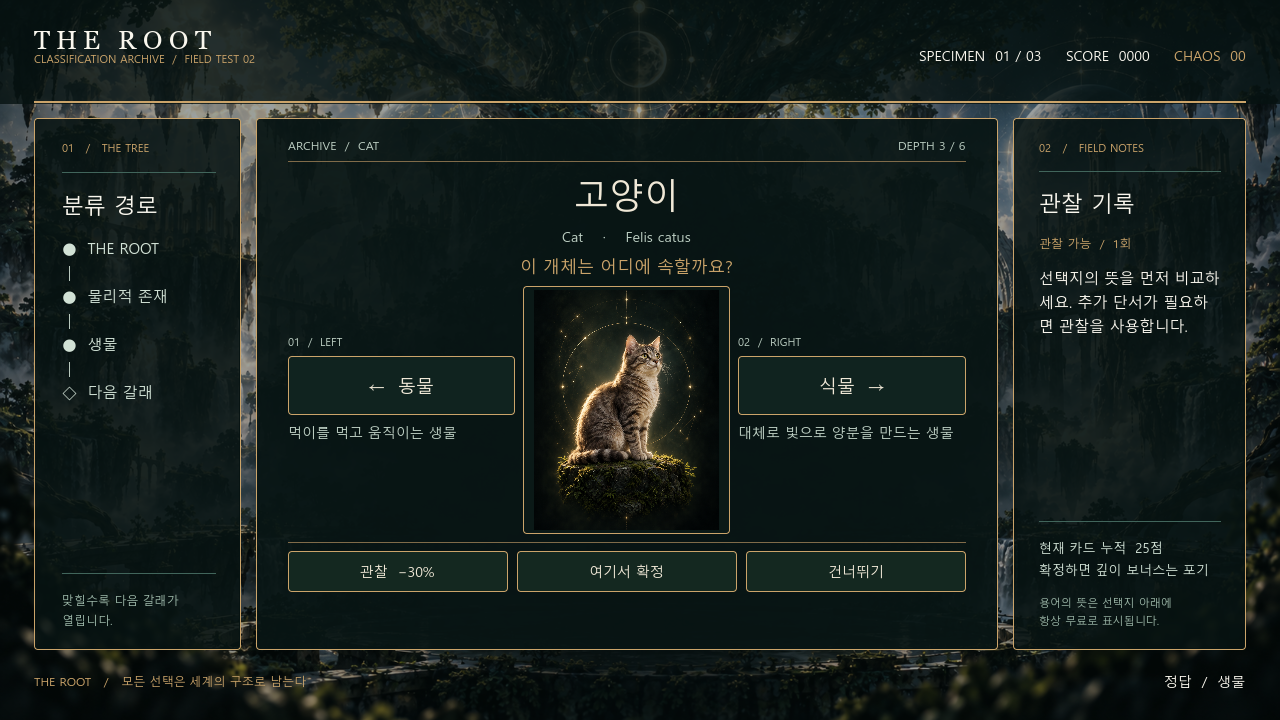 THE ROOT
CLASSIFICATION ARCHIVE / FIELD TEST 02
SPECIMEN 01 / 03 SCORE 0000 CHAOS 00
01 / THE TREE
분류 경로
THE ROOT
물리적 존재
생물
다음 갈래
맞힐수록 다음 갈래가
열립니다.
ARCHIVE / CAT DEPTH 3 / 6
고양이
Cat · Felis catus
이 개체는 어디에 속할까요?
01 / LEFT
← 동물
먹이를 먹고 움직이는 생물
02 / RIGHT
식물 →
대체로 빛으로 양분을 만드는 생물
관찰 −30%
여기서 확정
건너뛰기
02 / FIELD NOTES
관찰 기록
관찰 가능 / 1회
선택지의 뜻을 먼저 비교하
세요. 추가 단서가 필요하
면 관찰을 사용합니다.
현재 카드 누적 25점
확정하면 깊이 보너스는 포기
용어의 뜻은 선택지 아래에
항상 무료로 표시됩니다.
THE ROOT / 모든 선택은 세계의 구조로 남는다
정답 / 생물